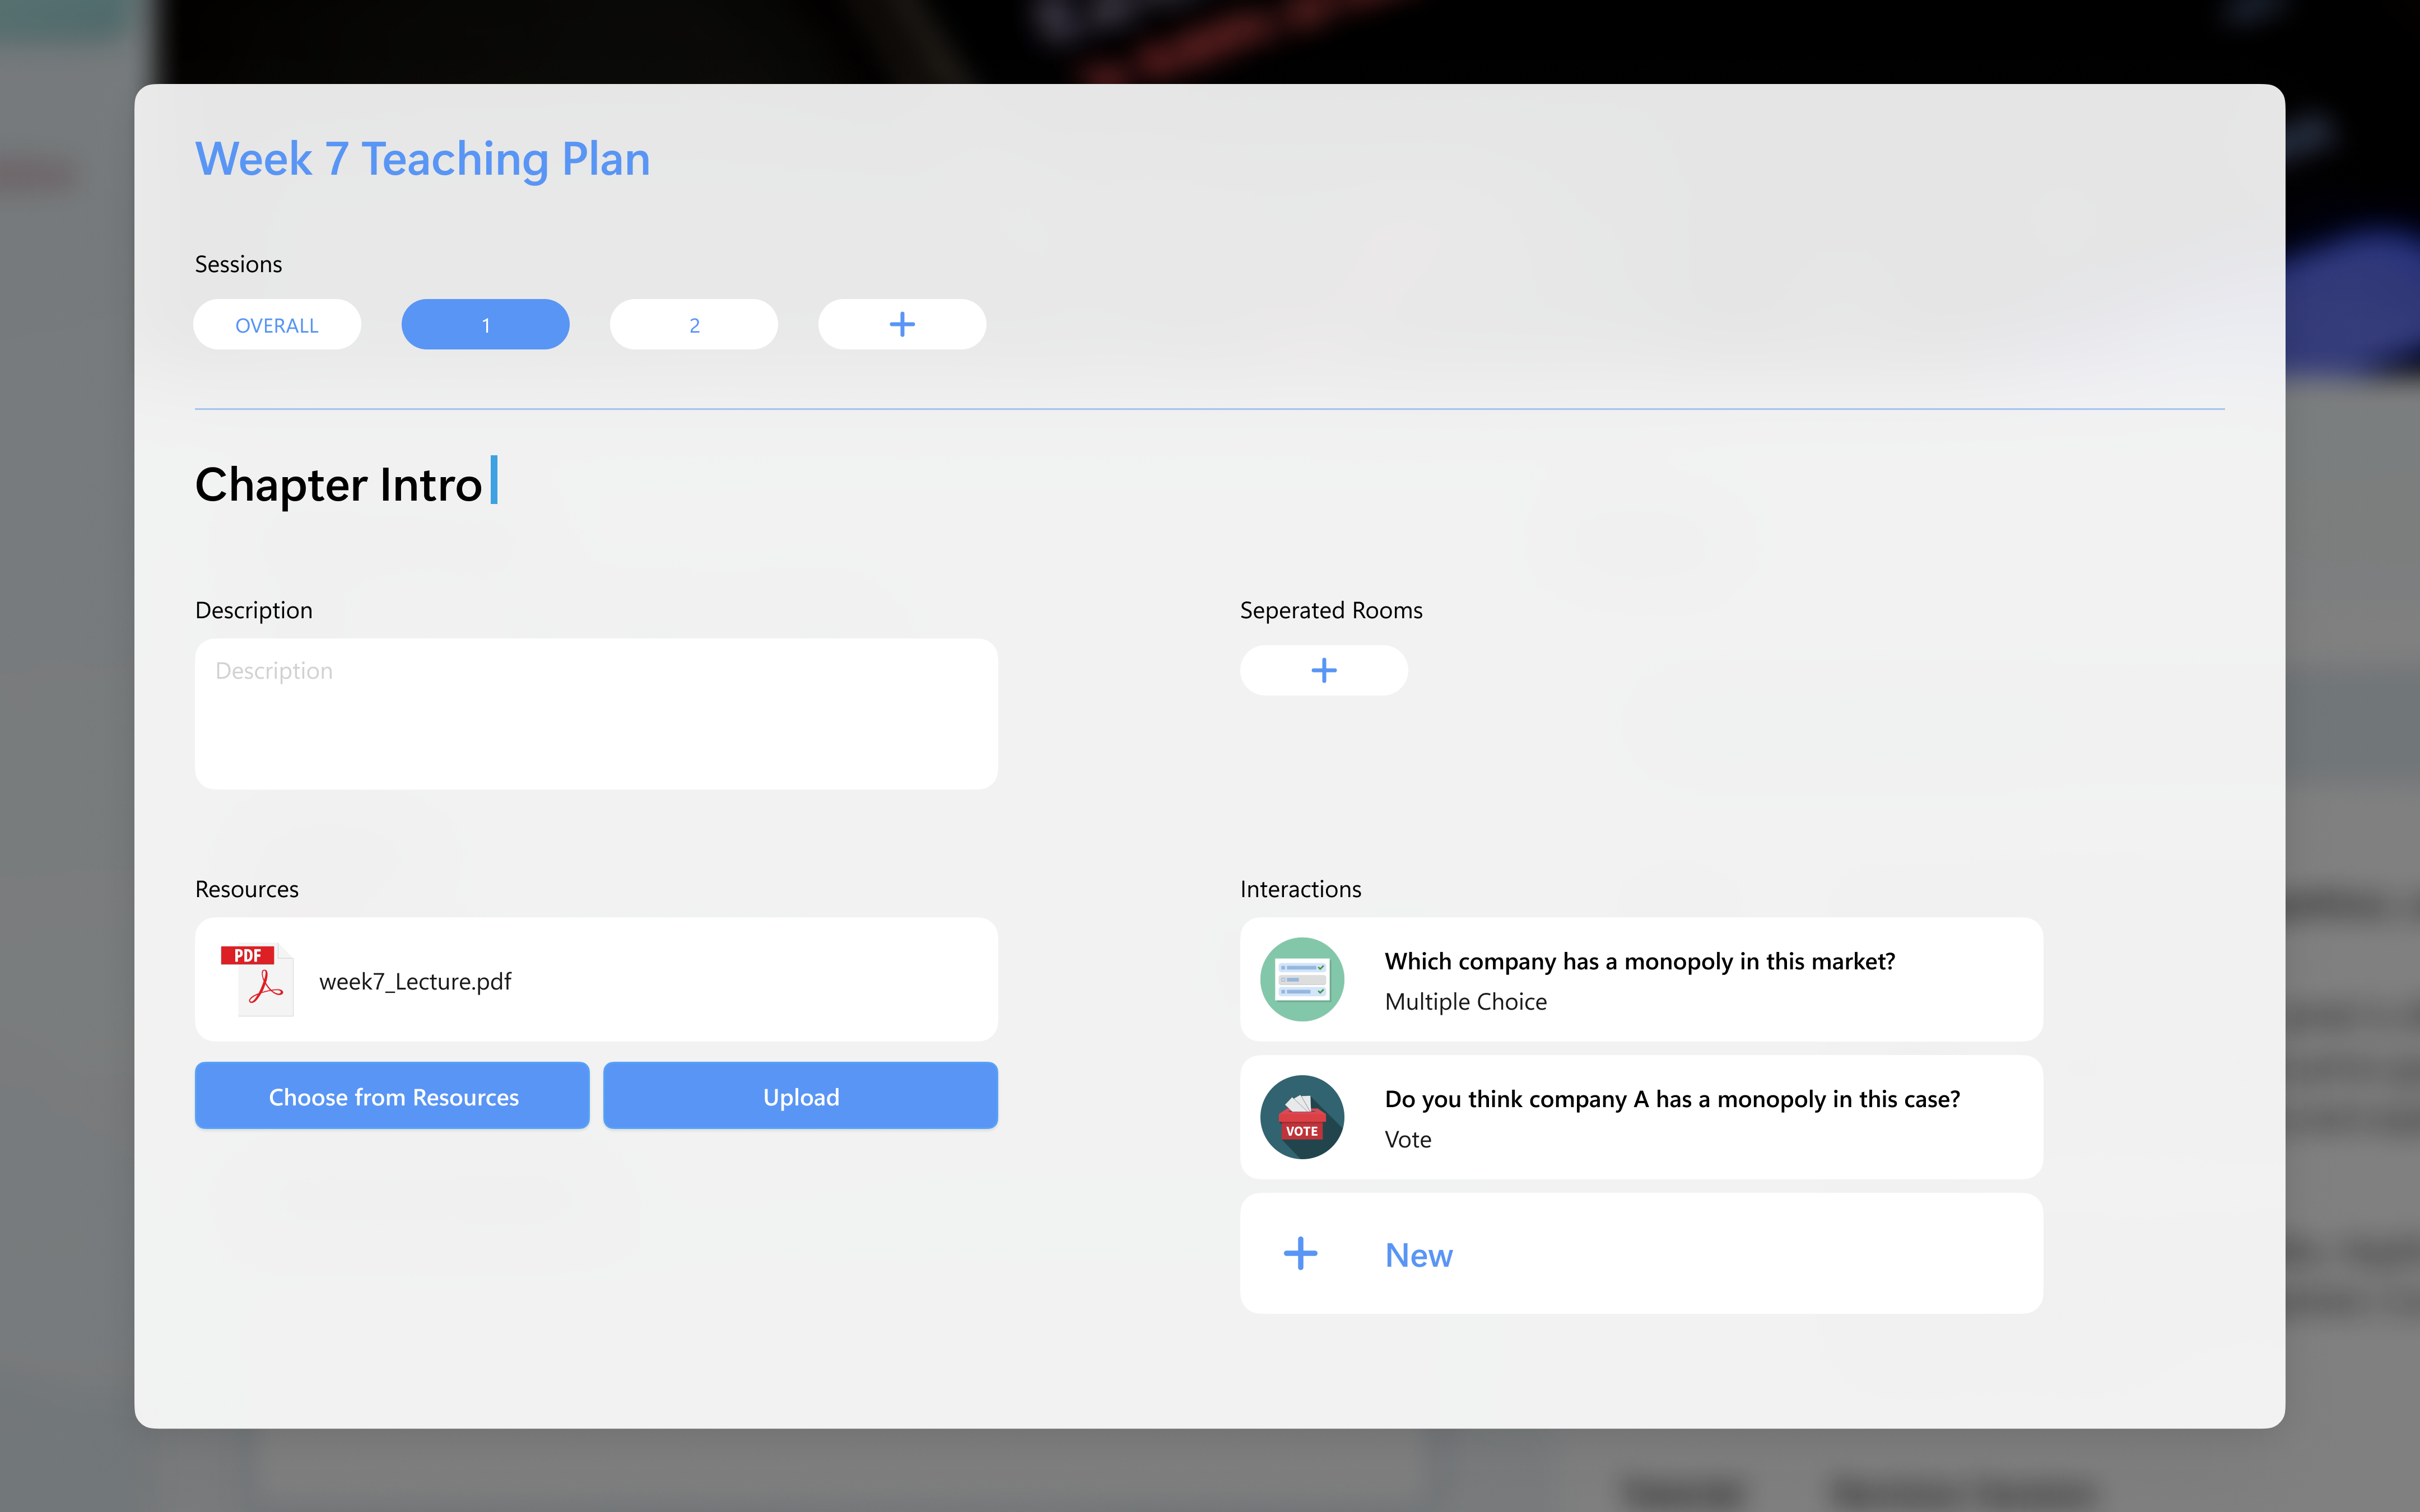 Week 7 Teaching Plan
Sessions
OVERALL
1
2
Chapter Intro
Description
Description
Seperated Rooms
Resources
PDF
week7_Lecture.pdf
Choose from Resources
Upload
Interactions
Which company has a monopoly in this market?
Multiple Choice
VOTE
Do you think company A has a monopoly in this case?
Vote
New